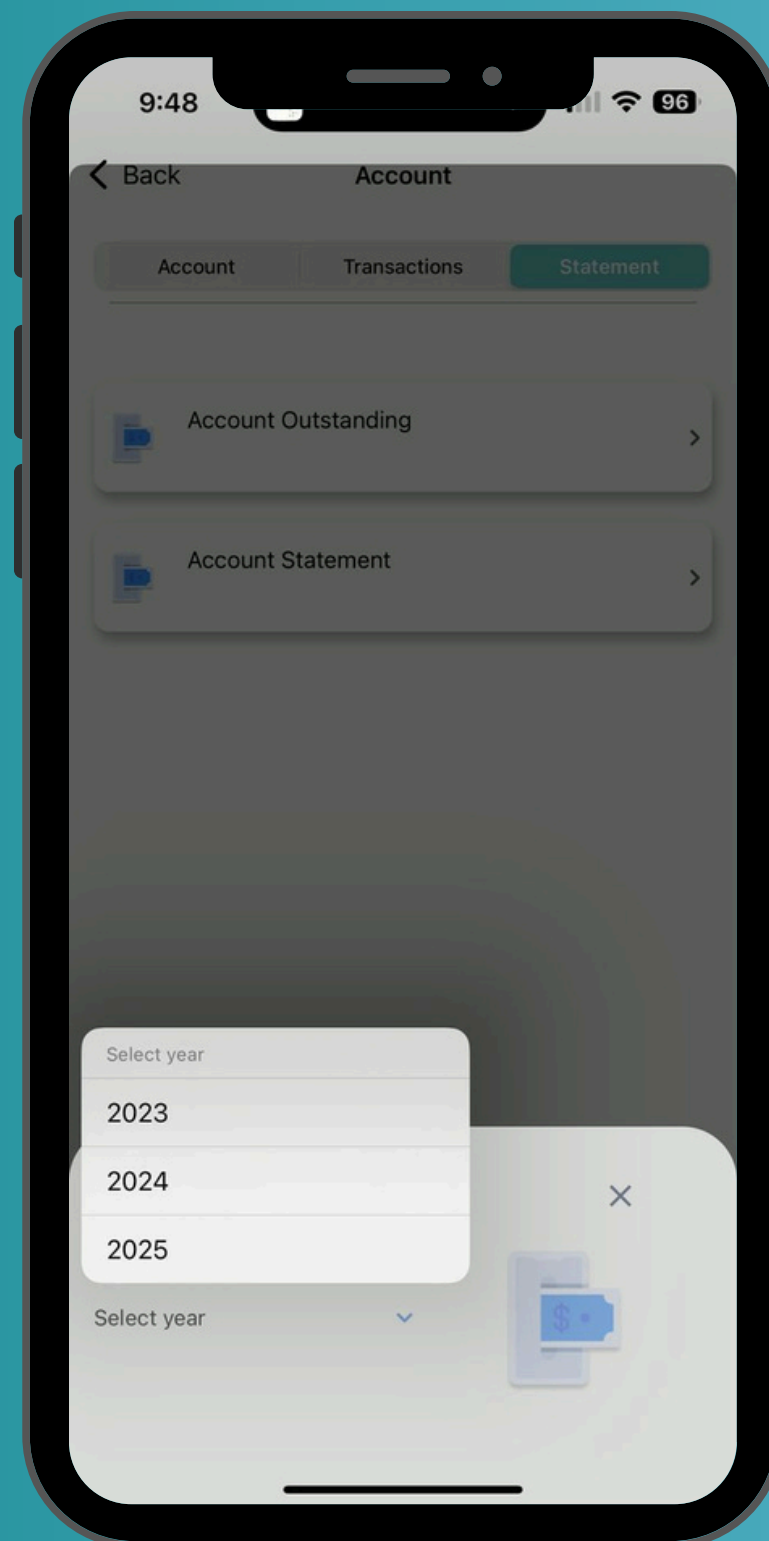 9:48
96
Back
Account
Account Transactions Statement
Account Outstanding
Account Statement
Select year
2023
2024
2025
Select year
$